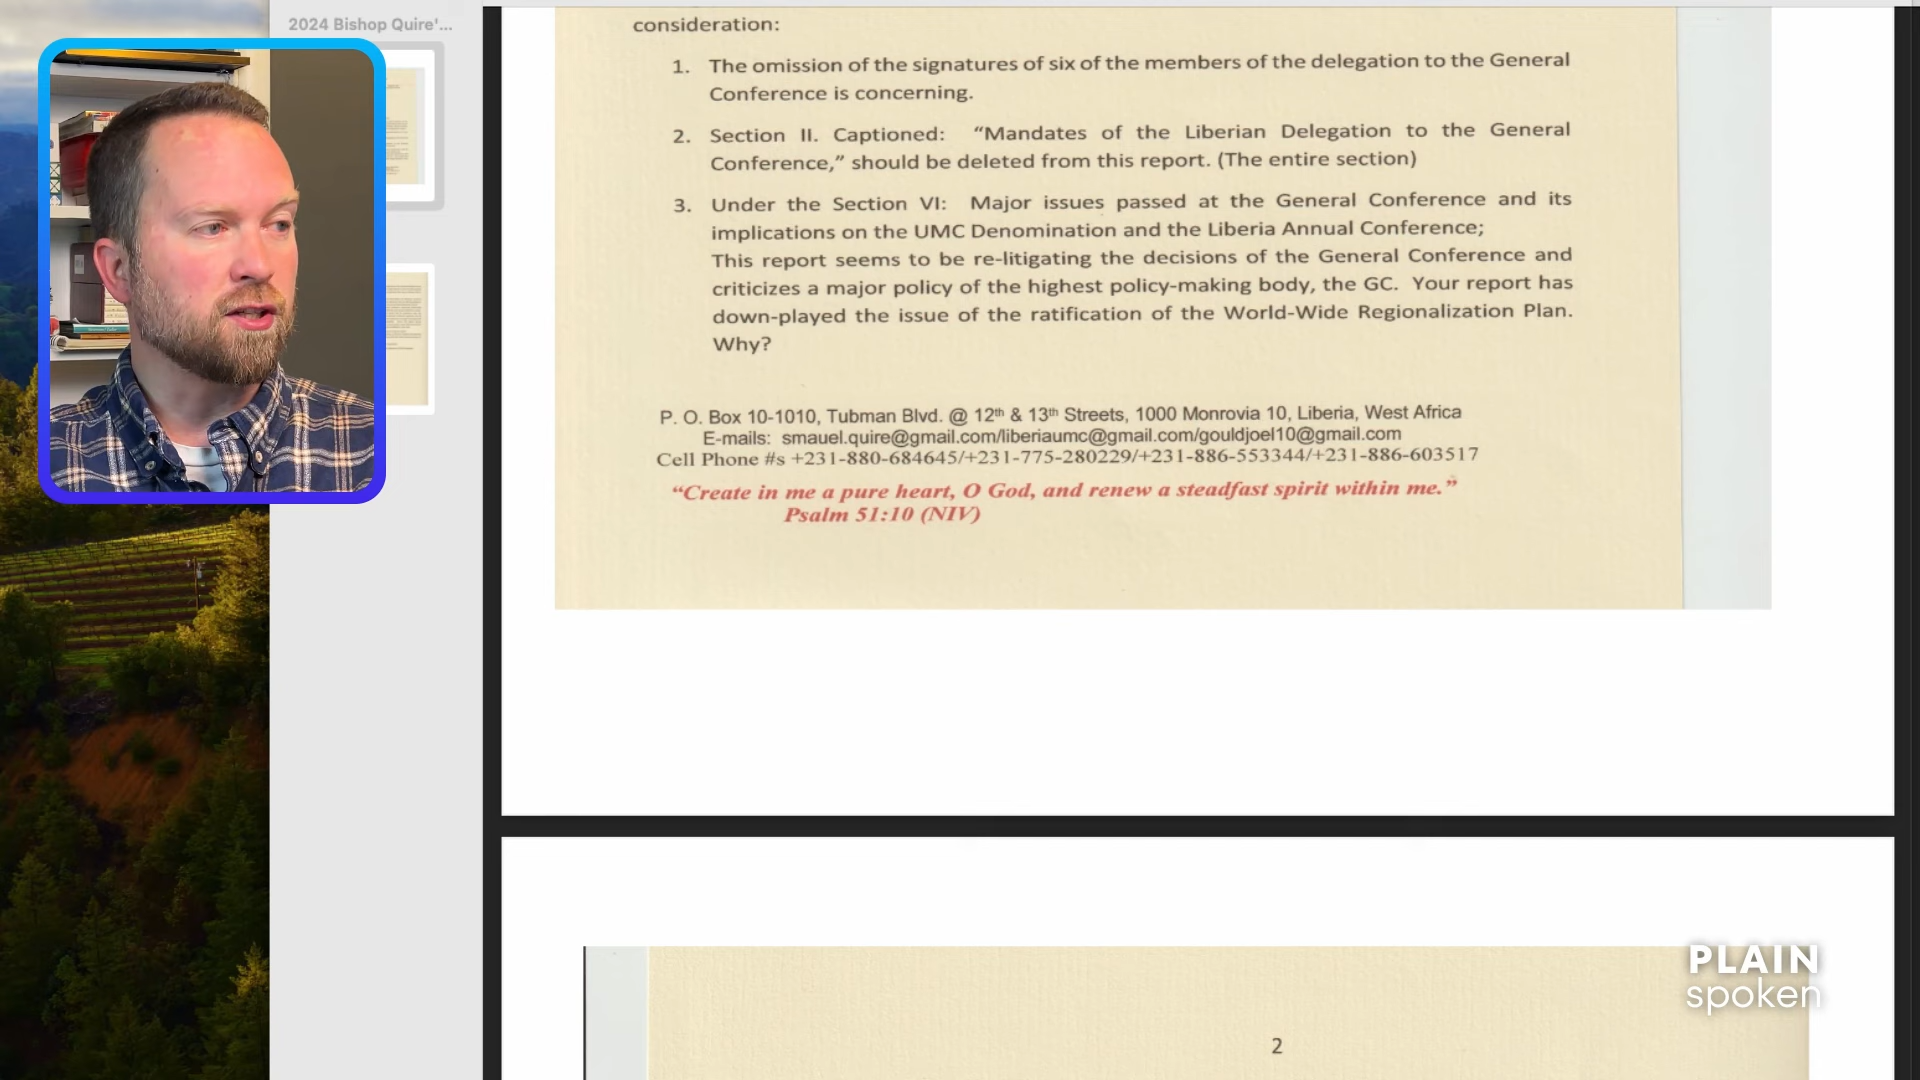 2024 Bishop Quire'...
consideration:
1. The omission of the signatures of six of the members of the delegation to the General
Conference is concerning.
2. Section II. Captioned: “Mandates of the Liberian Delegation to the General
Conference,” should be deleted from this report. (The entire section)
3. Under the Section VI: Major issues passed at the General Conference and its
implications on the UMC Denomination and the Liberia Annual Conference;
This report seems to be re-litigating the decisions of the General Conference and
criticizes a major policy of the highest policy-making body, the GC. Your report has
down-played the issue of the ratification of the World-Wide Regionalization Plan.
Why?
P. O. Box 10-1010, Tubman Blvd. @ 12th & 13th Streets, 1000 Monrovia 10, Liberia, West Africa
E-mails: smauel.quire@gmail.com/liberiaumc@gmail.com/gouldjoel10@gmail.com
Cell Phone #s +231-880-684645/+231-775-280229/+231-886-553344/+231-886-603517
“Create in me a pure heart, O God, and renew a steadfast spirit within me.”
Psalm 51:10 (NIV)
PLAIN
spoken
2